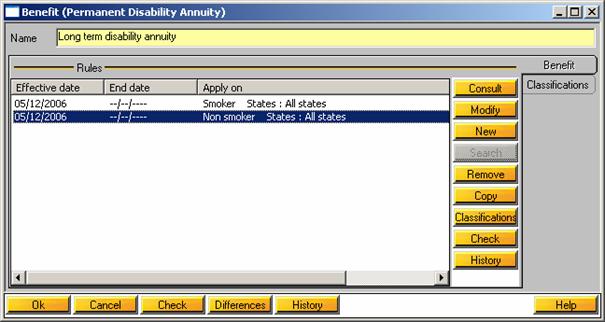 Benefit (Permanent Disability Annuity)
Name Long term disability annuity
Rules
Benefit
Classifications
Effective date End date Apply on
05/12/2006 --/--/---- Smoker States : All states
05/12/2006 --/--/---- Non smoker States : All states
Consult
Modify
New
Search
Remove
Copy
Classifications
Check
History
Ok Cancel Check Differences History Help